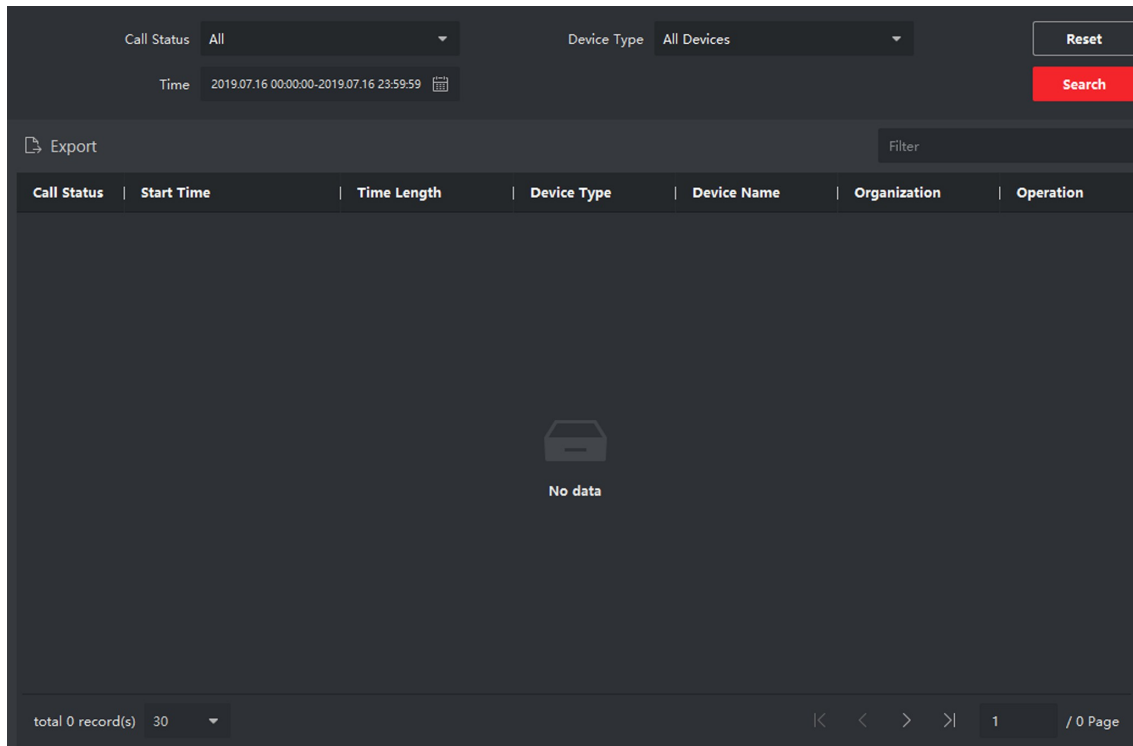 Call Status All Device Type All Devices Reset
Time 2019.07.16 00:00:00-2019.07.16 23:59:59 Search
Export Filter
Call Status Start Time Time Length Device Type Device Name Organization Operation
No data
total 0 record(s) 30 1 / 0 Page